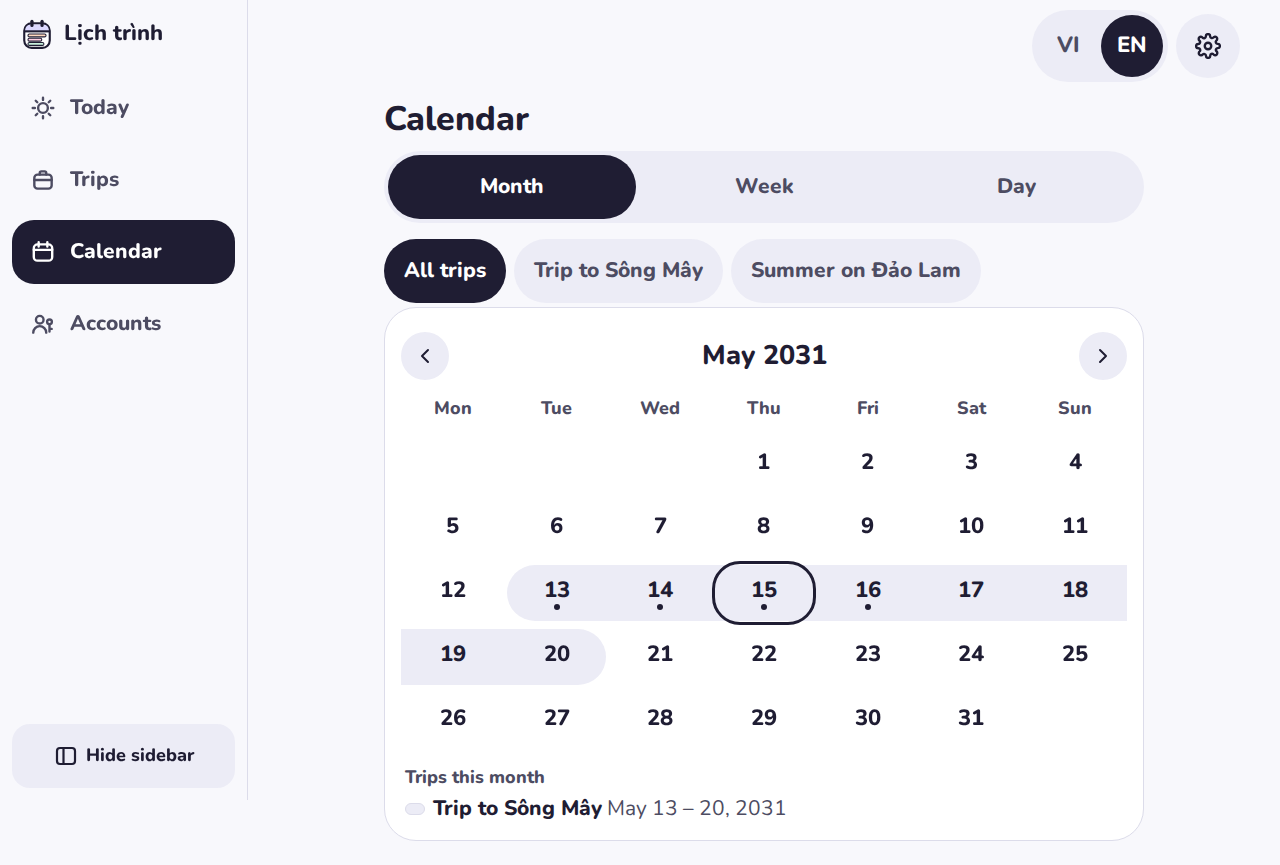 Lịch trình
VI EN
Today
Trips
Calendar
Accounts
Hide sidebar
Calendar
Month Week Day
All trips Trip to Sông Mây Summer on Đảo Lam
May 2031
Mon Tue Wed Thu Fri Sat Sun
1 2 3 4
5 6 7 8 9 10 11
12 13 14 15 16 17 18
19 20 21 22 23 24 25
26 27 28 29 30 31
Trips this month
Trip to Sông Mây May 13 – 20, 2031